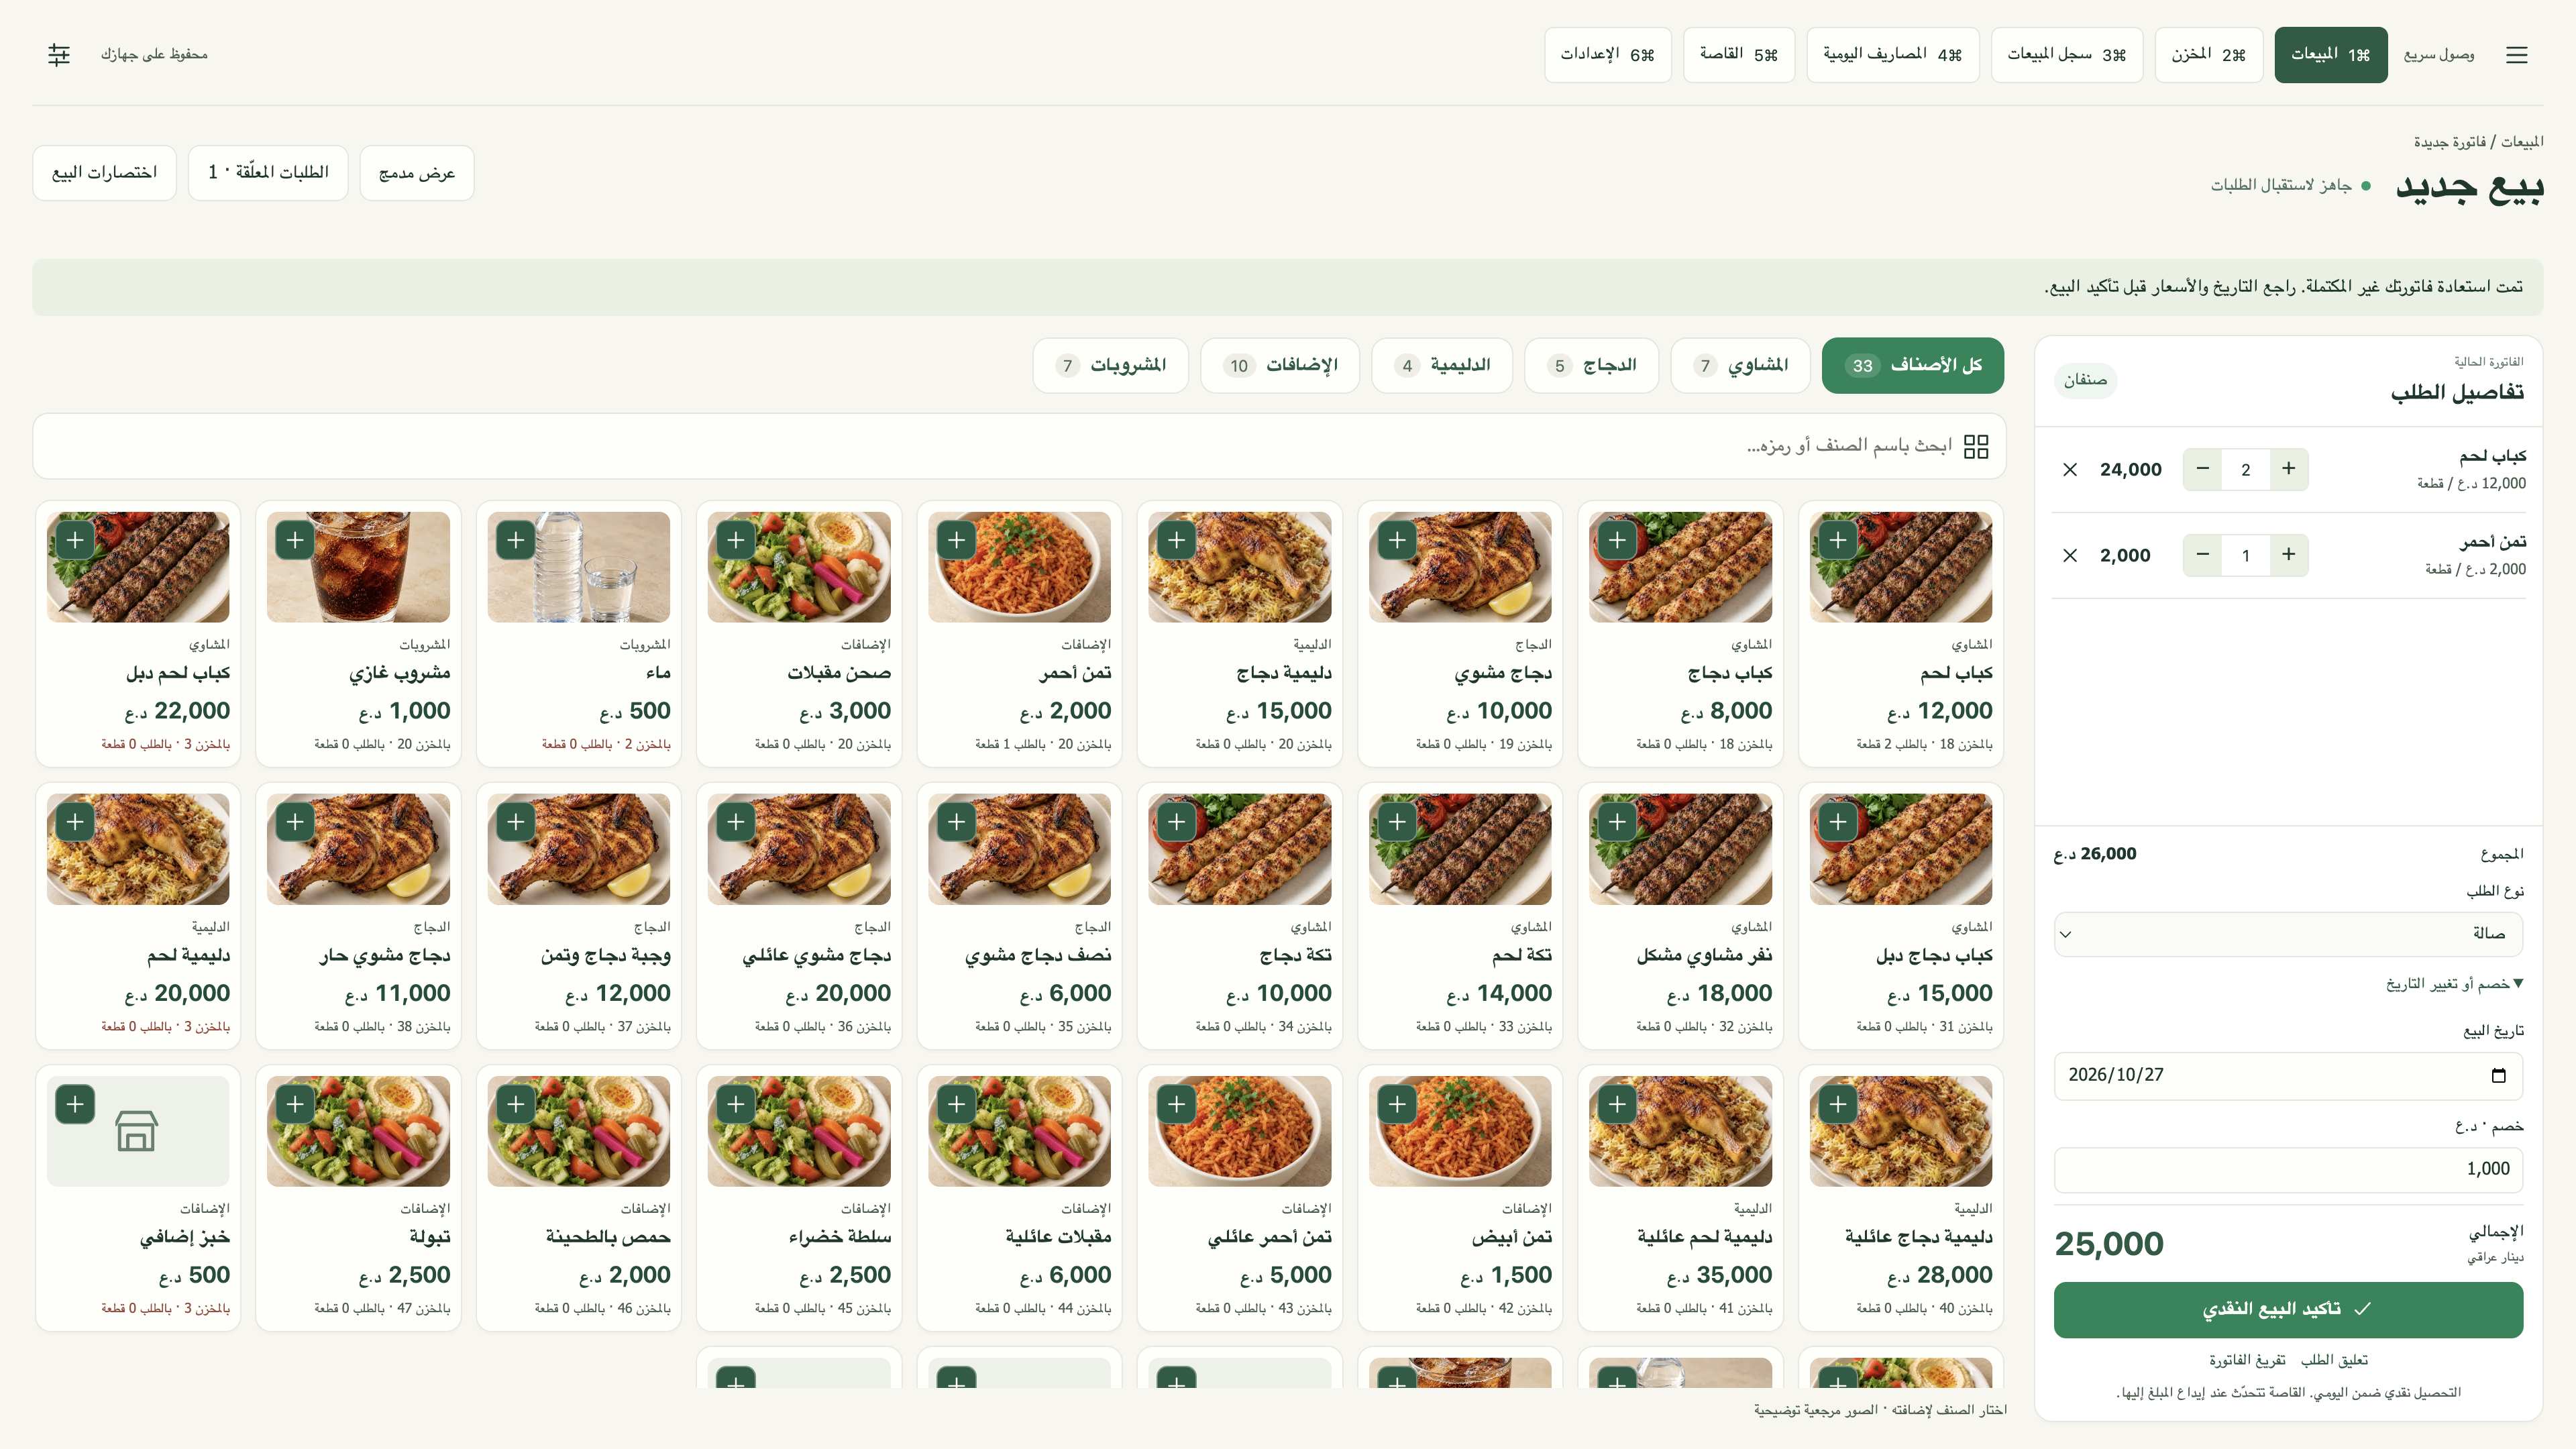 وصول سريع
⌘1 المبيعات
⌘2 المخزن
⌘3 سجل المبيعات
⌘4 المصاريف اليومية
⌘5 القاصة
⌘6 الإعدادات
محفوظ على جهازك
المبيعات / فاتورة جديدة
بيع جديد
جاهز لاستقبال الطلبات
عرض مدمج
الطلبات المعلّقة · 1
اختصارات البيع
تمت استعادة فاتورتك غير المكتملة. راجع التاريخ والأسعار قبل تأكيد البيع.
الفاتورة الحالية
تفاصيل الطلب
صنفان
كباب لحم
12,000 د.ع / قطعة
+ 2 −
24,000
تمن أحمر
2,000 د.ع / قطعة
+ 1 −
2,000
المجموع
26,000 د.ع
نوع الطلب
صالة
خصم أو تغيير التاريخ
تاريخ البيع
2026/10/27
خصم · د.ع
1,000
الإجمالي
دينار عراقي
25,000
تأكيد البيع النقدي
تعليق الطلب
تفريغ الفاتورة
التحصيل نقدي ضمن اليومي. القاصة تتحدّث عند إيداع المبلغ إليها.
كل الأصناف 33
المشاوي 7
الدجاج 5
الدليمية 4
الإضافات 10
المشروبات 7
ابحث باسم الصنف أو رمزه...
المشاوي
كباب لحم
12,000 د.ع
بالمخزن 18 · بالطلب 2 قطعة
المشاوي
كباب دجاج
8,000 د.ع
بالمخزن 18 · بالطلب 0 قطعة
الدجاج
دجاج مشوي
10,000 د.ع
بالمخزن 19 · بالطلب 0 قطعة
الدليمية
دليمية دجاج
15,000 د.ع
بالمخزن 20 · بالطلب 0 قطعة
الإضافات
تمن أحمر
2,000 د.ع
بالمخزن 20 · بالطلب 1 قطعة
الإضافات
صحن مقبلات
3,000 د.ع
بالمخزن 20 · بالطلب 0 قطعة
المشروبات
ماء
500 د.ع
بالمخزن 2 · بالطلب 0 قطعة
المشروبات
مشروب غازي
1,000 د.ع
بالمخزن 20 · بالطلب 0 قطعة
المشاوي
كباب لحم دبل
22,000 د.ع
بالمخزن 3 · بالطلب 0 قطعة
المشاوي
كباب دجاج دبل
15,000 د.ع
بالمخزن 31 · بالطلب 0 قطعة
المشاوي
نفر مشاوي مشكل
18,000 د.ع
بالمخزن 32 · بالطلب 0 قطعة
المشاوي
تكة لحم
14,000 د.ع
بالمخزن 33 · بالطلب 0 قطعة
المشاوي
تكة دجاج
10,000 د.ع
بالمخزن 34 · بالطلب 0 قطعة
الدجاج
نصف دجاج مشوي
6,000 د.ع
بالمخزن 35 · بالطلب 0 قطعة
الدجاج
دجاج مشوي عائلي
20,000 د.ع
بالمخزن 36 · بالطلب 0 قطعة
الدجاج
وجبة دجاج وتمن
12,000 د.ع
بالمخزن 37 · بالطلب 0 قطعة
الدجاج
دجاج مشوي حار
11,000 د.ع
بالمخزن 38 · بالطلب 0 قطعة
الدليمية
دليمية لحم
20,000 د.ع
بالمخزن 3 · بالطلب 0 قطعة
الدليمية
دليمية دجاج عائلية
28,000 د.ع
بالمخزن 40 · بالطلب 0 قطعة
الدليمية
دليمية لحم عائلية
35,000 د.ع
بالمخزن 41 · بالطلب 0 قطعة
الإضافات
تمن أبيض
1,500 د.ع
بالمخزن 42 · بالطلب 0 قطعة
الإضافات
تمن أحمر عائلي
5,000 د.ع
بالمخزن 43 · بالطلب 0 قطعة
الإضافات
مقبلات عائلية
6,000 د.ع
بالمخزن 44 · بالطلب 0 قطعة
الإضافات
سلطة خضراء
2,500 د.ع
بالمخزن 45 · بالطلب 0 قطعة
الإضافات
حمص بالطحينة
2,000 د.ع
بالمخزن 46 · بالطلب 0 قطعة
الإضافات
تبولة
2,500 د.ع
بالمخزن 47 · بالطلب 0 قطعة
الإضافات
خبز إضافي
500 د.ع
بالمخزن 3 · بالطلب 0 قطعة
اختار الصنف لإضافته · الصور مرجعية توضيحية